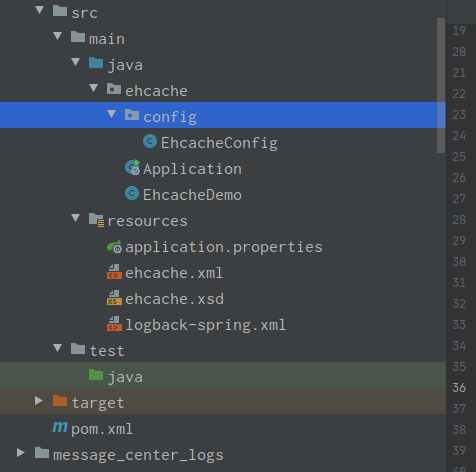 src
main
java
ehcache
config
EhcacheConfig
Application
EhcacheDemo
resources
application.properties
ehcache.xml
ehcache.xsd
logback-spring.xml
test
java
target
pom.xml
message_center_logs
19
20
21
22
23
24
25
26
27
28
29
30
31
32
33
34
35
36
37
38
39
40